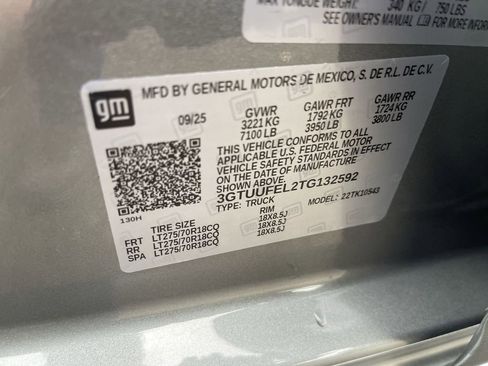 MAX TONGUE WEIGHT: 340 KG/ 750 LBS
SEE OWNER'S MANUAL FOR MORE INFOR
gm
MFD BY GENERAL MOTORS DE MEXICO, S. DE R.L. DE C.V.
09/25 GVWR GAWR FRT GAWR RR
3221 KG 1792 KG 1724 KG
7100 LB 3950 LB 3800 LB
THIS VEHICLE CONFORMS TO ALL APPLICABLE
U.S. FEDERAL MOTOR
VEHICLE SAFETY STANDARDS IN EFFECT ON
THE DATE OF MANUFACTURE SHOWN ABOVE.
3GTUUFEL2TG132592
TYPE: TRUCK MODEL: 22TK10543
130H
TIRE SIZE RIM
FRT LT275/70R18CQ 18X8.5J
RR LT275/70R18CQ 18X8.5J
SPA LT275/70R18CQ 18X8.5J